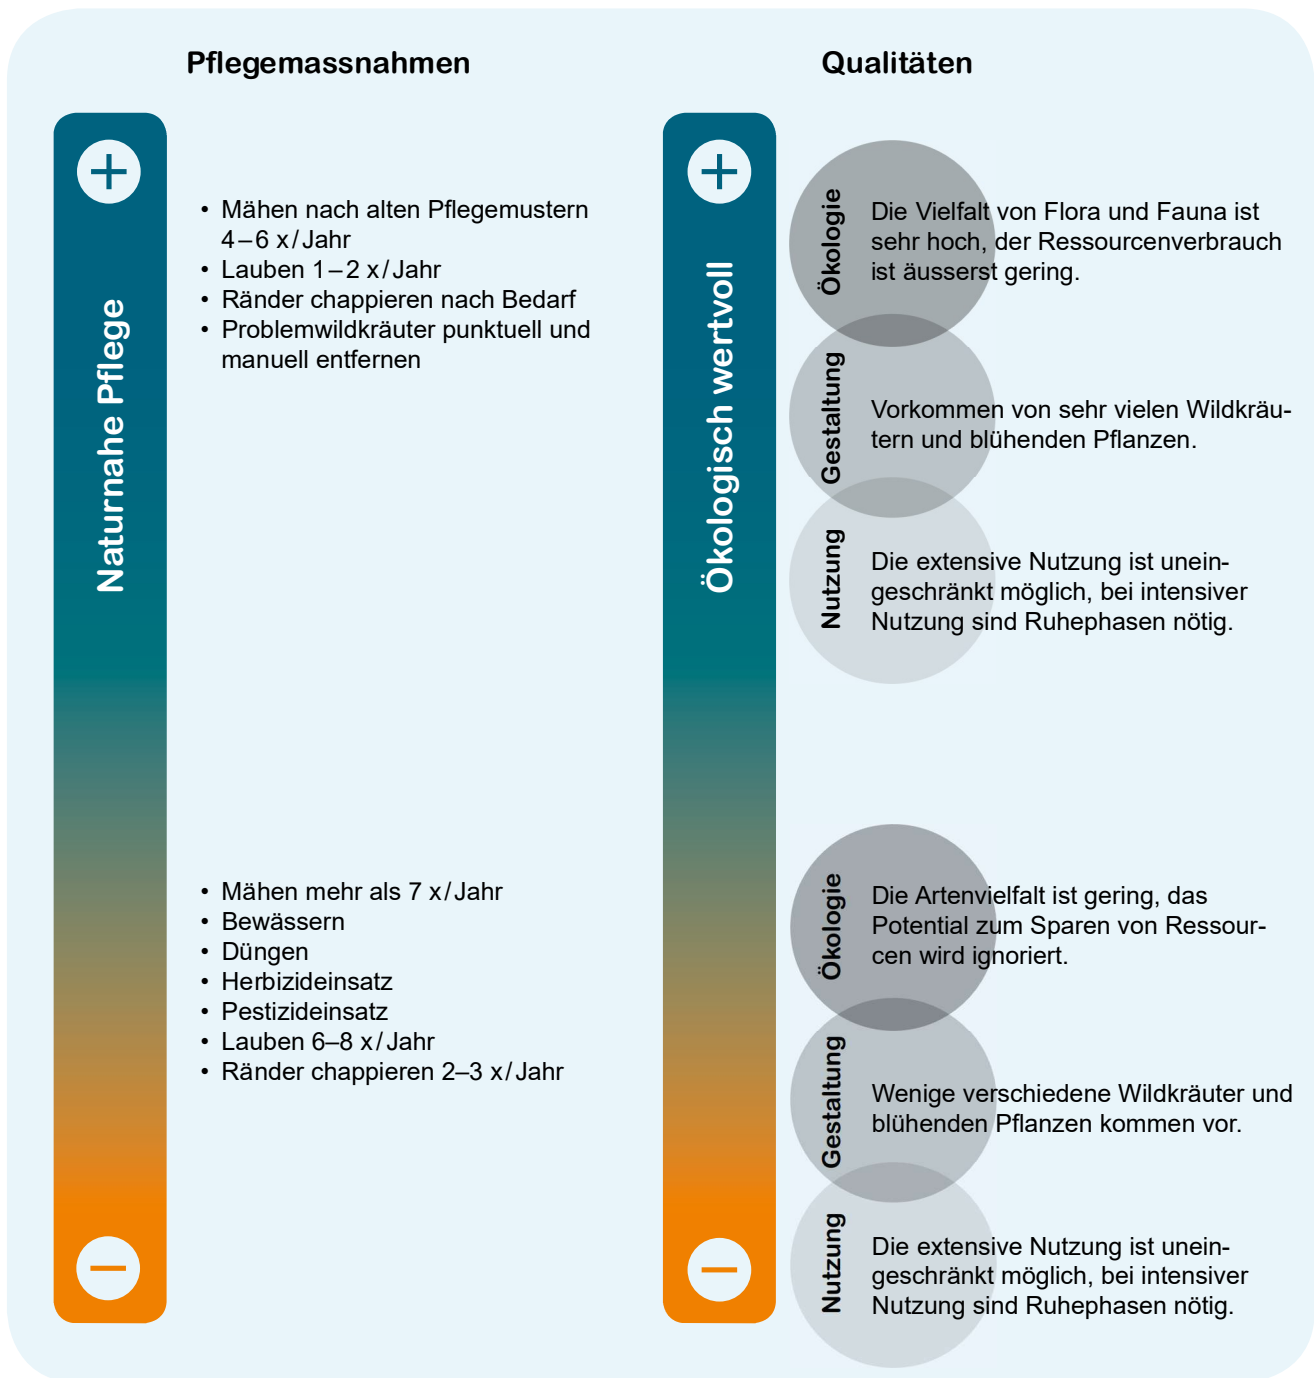 Pflegemassnahmen
Naturnahe Pflege
• Mähen nach alten Pflegemustern
4–6 x/Jahr
• Lauben 1–2 x/Jahr
• Ränder chappieren nach Bedarf
• Problemwildkräuter punktuell und
manuell entfernen
• Mähen mehr als 7 x/Jahr
• Bewässern
• Düngen
• Herbizideinsatz
• Pestizideinsatz
• Lauben 6–8 x/Jahr
• Ränder chappieren 2–3 x/Jahr
Qualitäten
Ökologisch wertvoll
Ökologie
Die Vielfalt von Flora und Fauna ist
sehr hoch, der Ressourcenverbrauch
ist äusserst gering.
Gestaltung
Vorkommen von sehr vielen Wildkräu-
tern und blühenden Pflanzen.
Nutzung
Die extensive Nutzung ist unein-
geschränkt möglich, bei intensiver
Nutzung sind Ruhephasen nötig.
Ökologie
Die Artenvielfalt ist gering, das
Potential zum Sparen von Ressour-
cen wird ignoriert.
Gestaltung
Wenige verschiedene Wildkräuter und
blühenden Pflanzen kommen vor.
Nutzung
Die extensive Nutzung ist unein-
geschränkt möglich, bei intensiver
Nutzung sind Ruhephasen nötig.